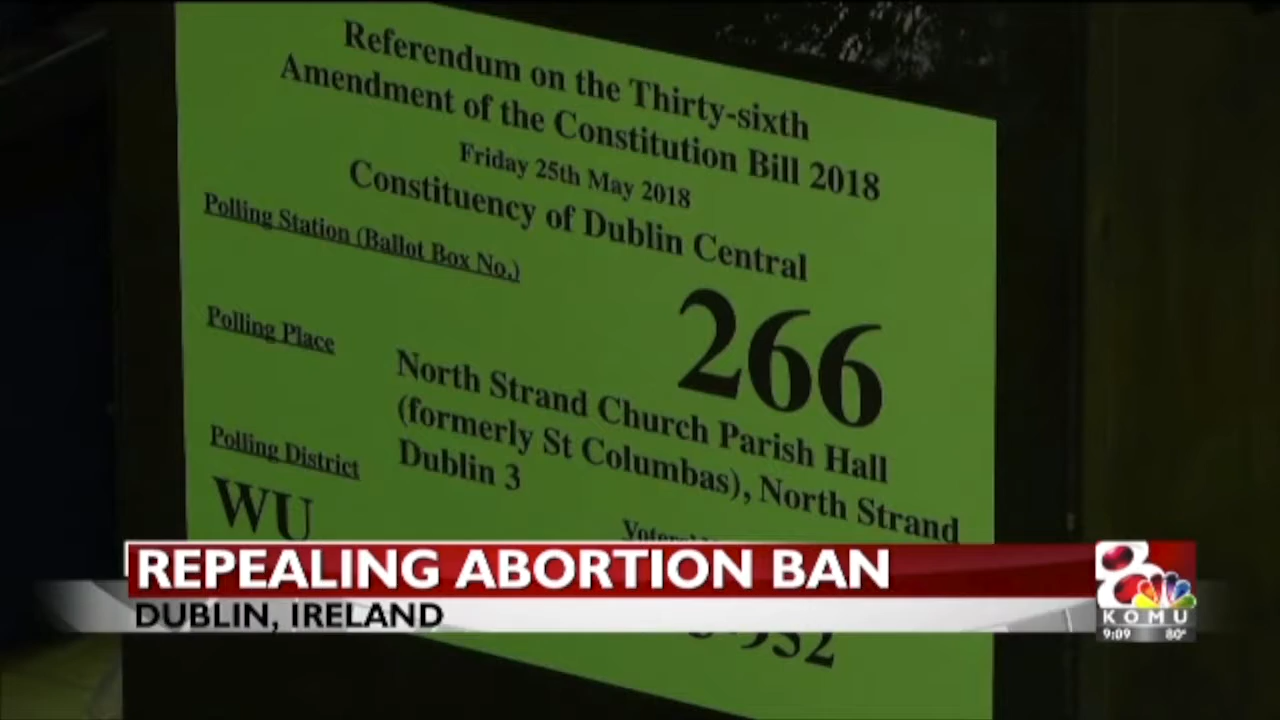 Referendum on the Thirty-sixth
Amendment of the Constitution Bill 2018
Friday 25th May 2018
Constituency of Dublin Central
Polling Station (Ballot Box No.)
266
Polling Place
North Strand Church Parish Hall
(formerly St Columbas), North Strand
Dublin 3
Polling District
WU
REPEALING ABORTION BAN
DUBLIN, IRELAND
8
KOMU
9:09 80°